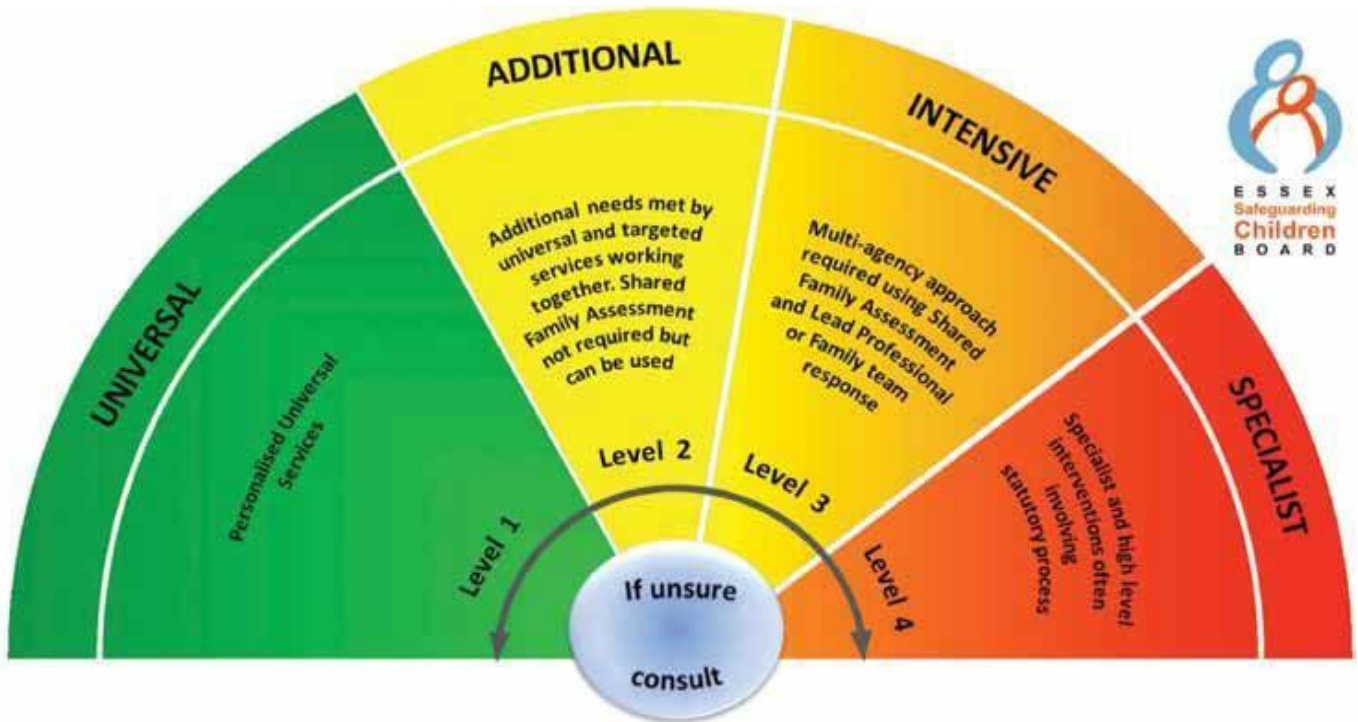 UNIVERSAL
Personalised Universal
Services
Level 1
ADDITIONAL
Additional needs met by
universal and targeted
services working
together. Shared
Family Assessment
not required but
can be used
Level 2
INTENSIVE
Multi-agency approach
required using Shared
Family Assessment
and Lead Professional
or Family team
response
Level 3
SPECIALIST
Specialist and high level
interventions often
involving
statutory process
Level 4
If unsure
consult
ESSEX
Safeguarding
Children
BOARD